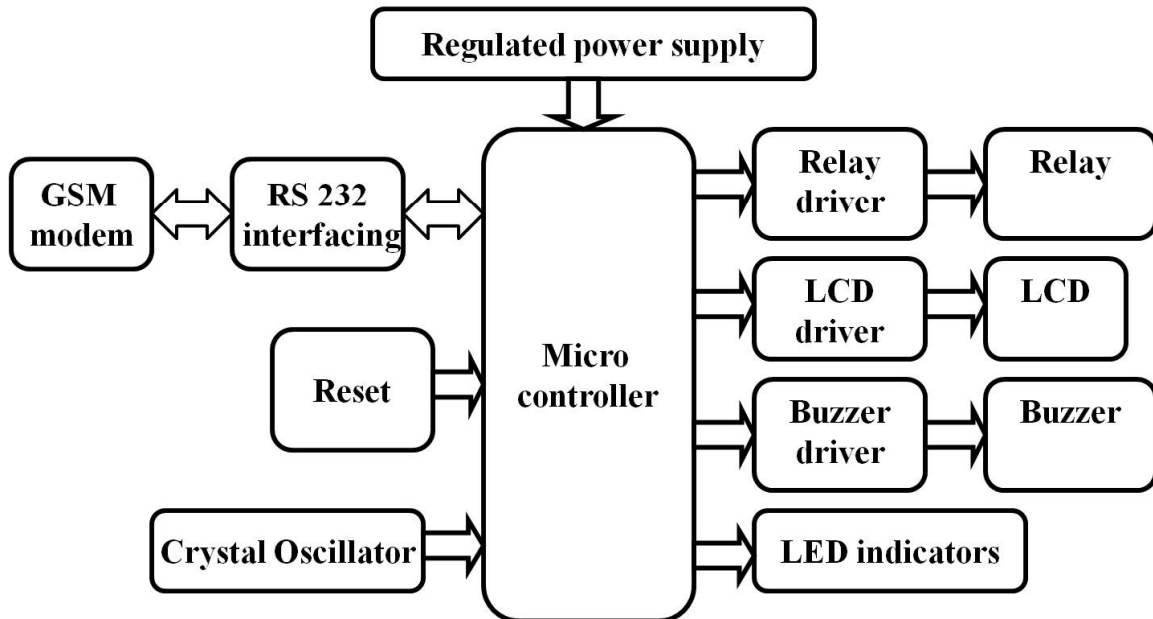 Regulated power supply
GSM
modem
RS 232
interfacing
Relay
driver
Relay
LCD
driver
LCD
Micro
controller
Reset
Buzzer
driver
Buzzer
Crystal Oscillator
LED indicators